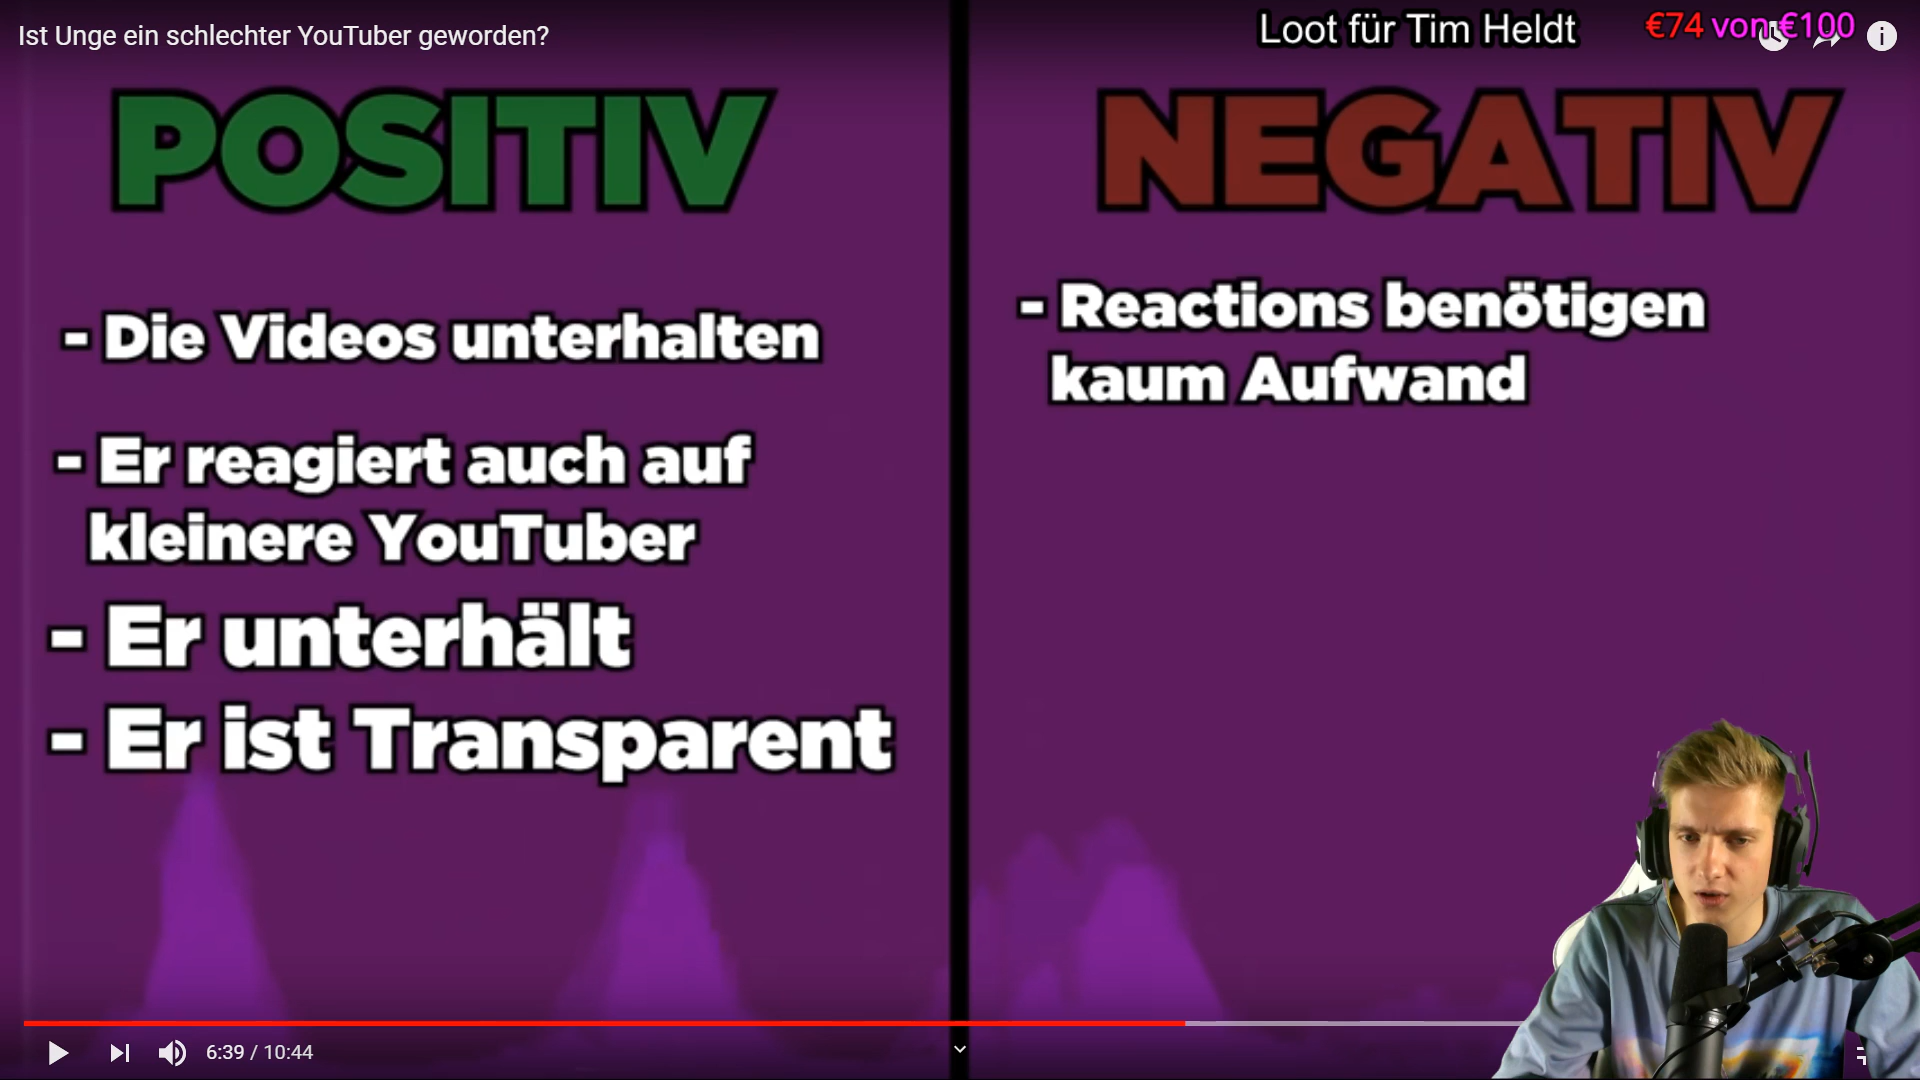 Ist Unge ein schlechter YouTuber geworden?
Loot für Tim Heldt
€74 von €100
POSITIV
- Die Videos unterhalten
- Er reagiert auch auf
kleinere YouTuber
- Er unterhält
- Er ist Transparent
NEGATIV
- Reactions benötigen
kaum Aufwand
6:39 / 10:44